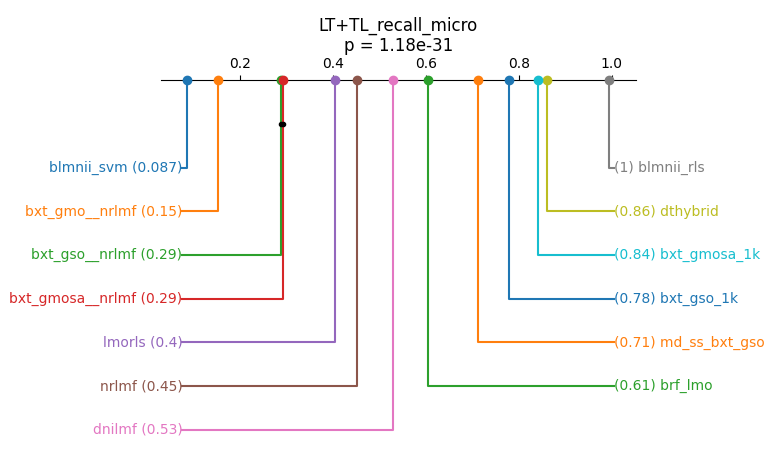 LT+TL_recall_micro
p = 1.18e-31
0.2 0.4 0.6 0.8 1.0
blmnii_svm (0.087)
(1) blmnii_rls
bxt_gmo__nrlmf (0.15)
(0.86) dthybrid
bxt_gso__nrlmf (0.29)
(0.84) bxt_gmosa_1k
bxt_gmosa__nrlmf (0.29)
(0.78) bxt_gso_1k
lmorls (0.4)
(0.71) md_ss_bxt_gso
nrlmf (0.45)
(0.61) brf_lmo
dnilmf (0.53)